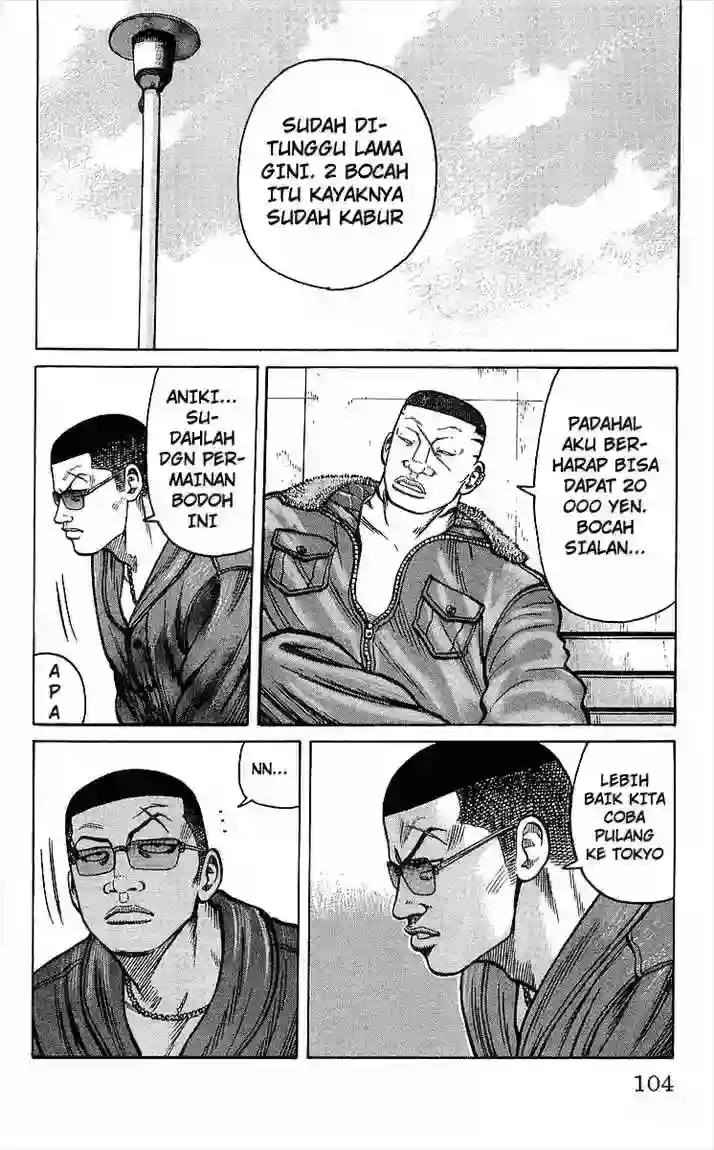 SUDAH DI-
TUNGGU LAMA
GINI. 2 BOCAH
ITU KAYAKNYA
SUDAH KABUR
PADAHAL
AKU BER-
HARAP BISA
DAPAT 20
000 YEN.
BOCAH
SIALAN...
ANIKI...
SU-
DAHLAH
DGN PER-
MAINAN
BODOH
INI
A
P
A
LEBIH
BAIK KITA
COBA
PULANG
KE TOKYO
NN...
104